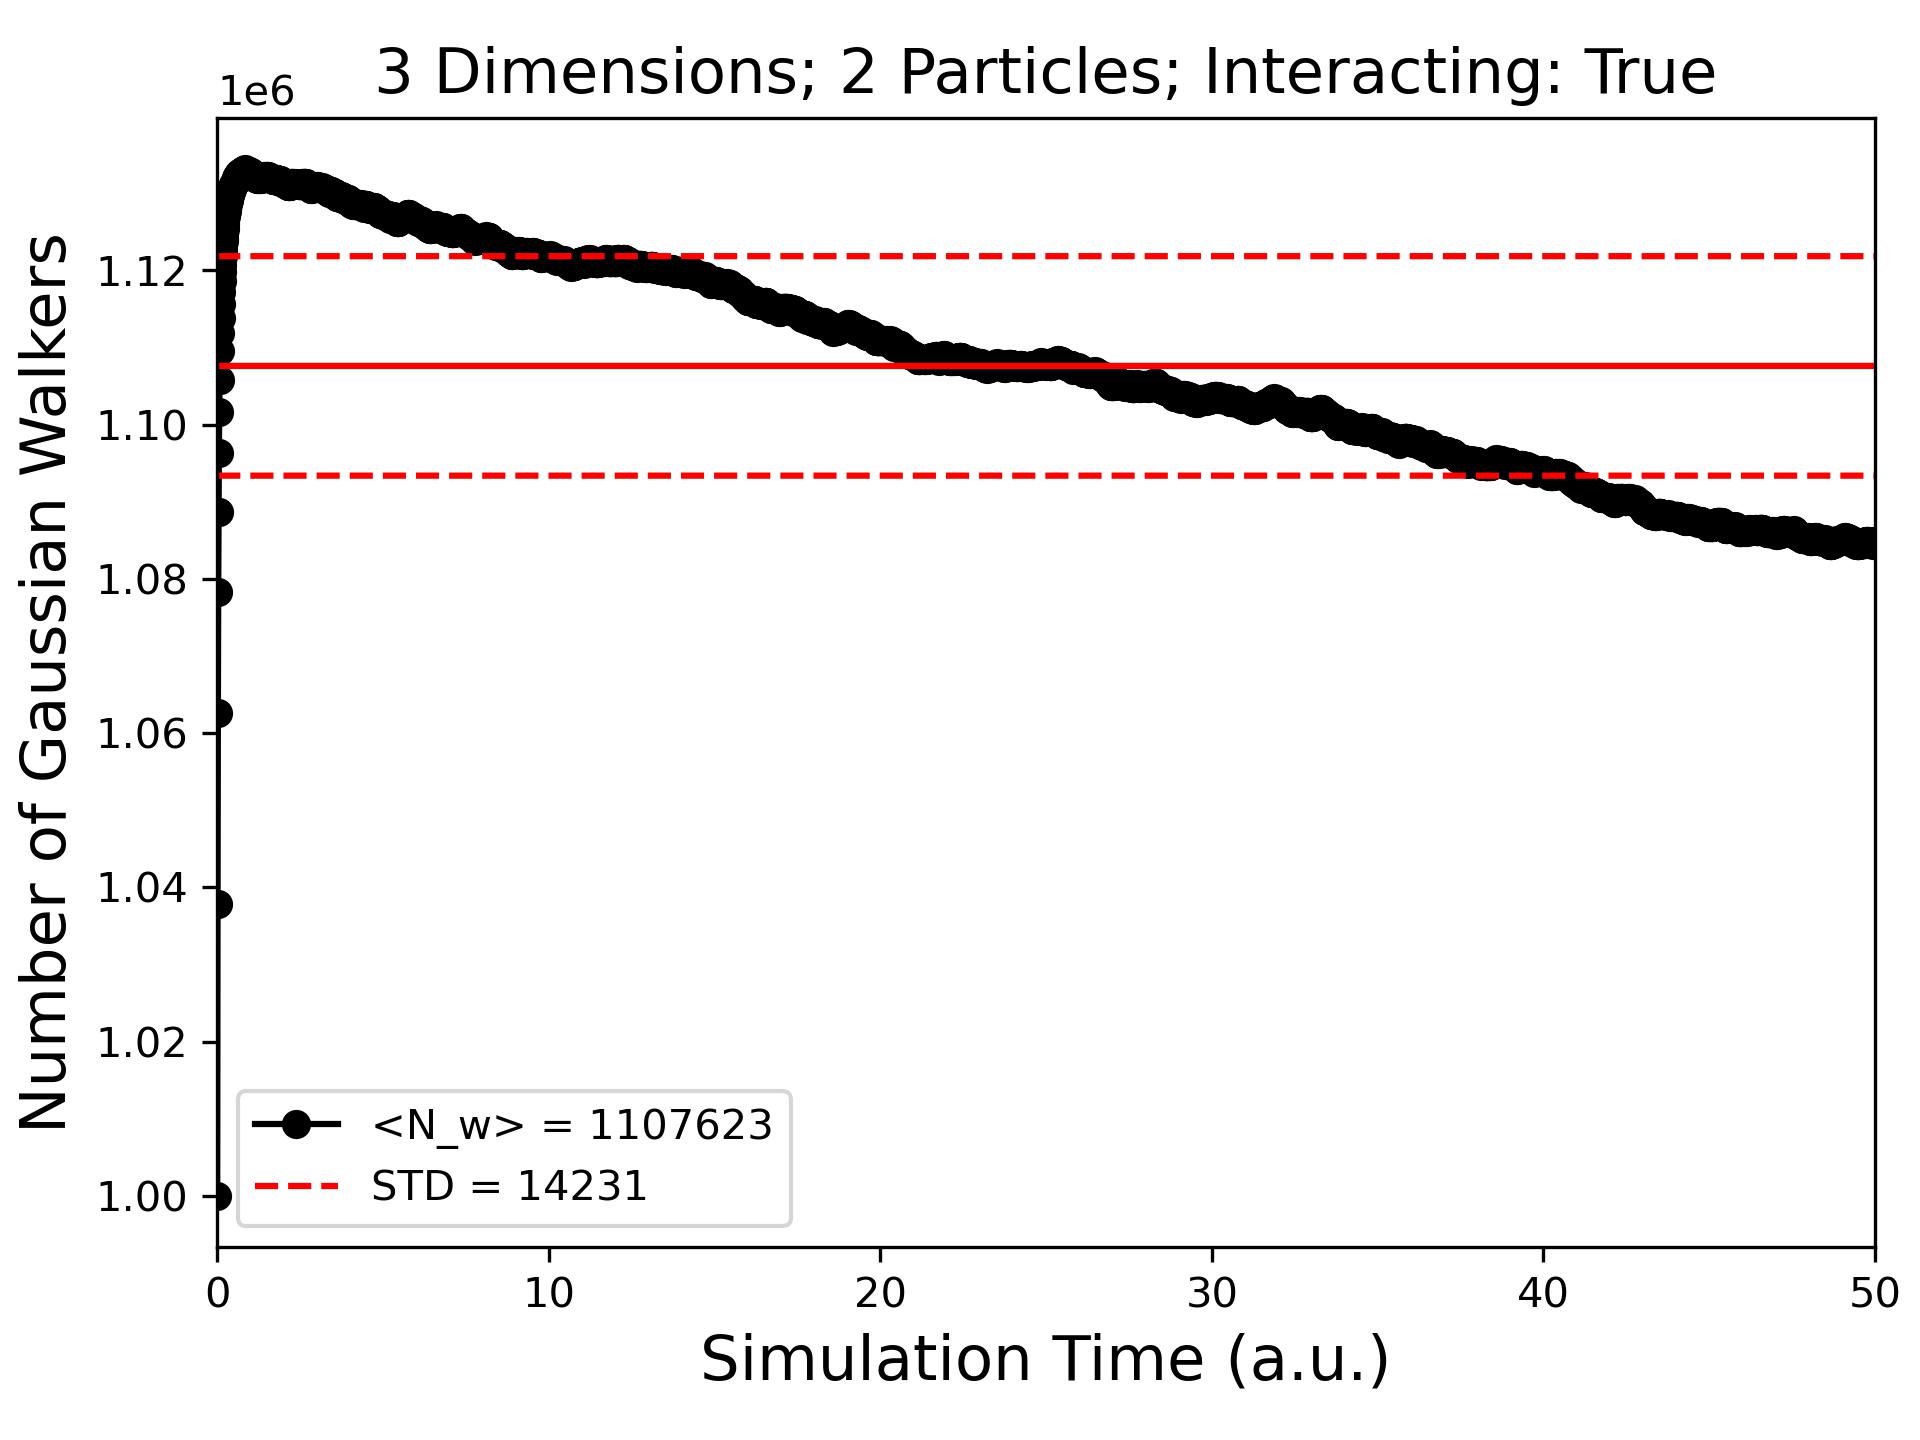 3 Dimensions; 2 Particles; Interacting: True
1e6
Number of Gaussian Walkers
1.12
1.10
1.08
1.06
1.04
1.02
1.00
<N_w> = 1107623
STD = 14231
0 10 20 30 40 50
Simulation Time (a.u.)